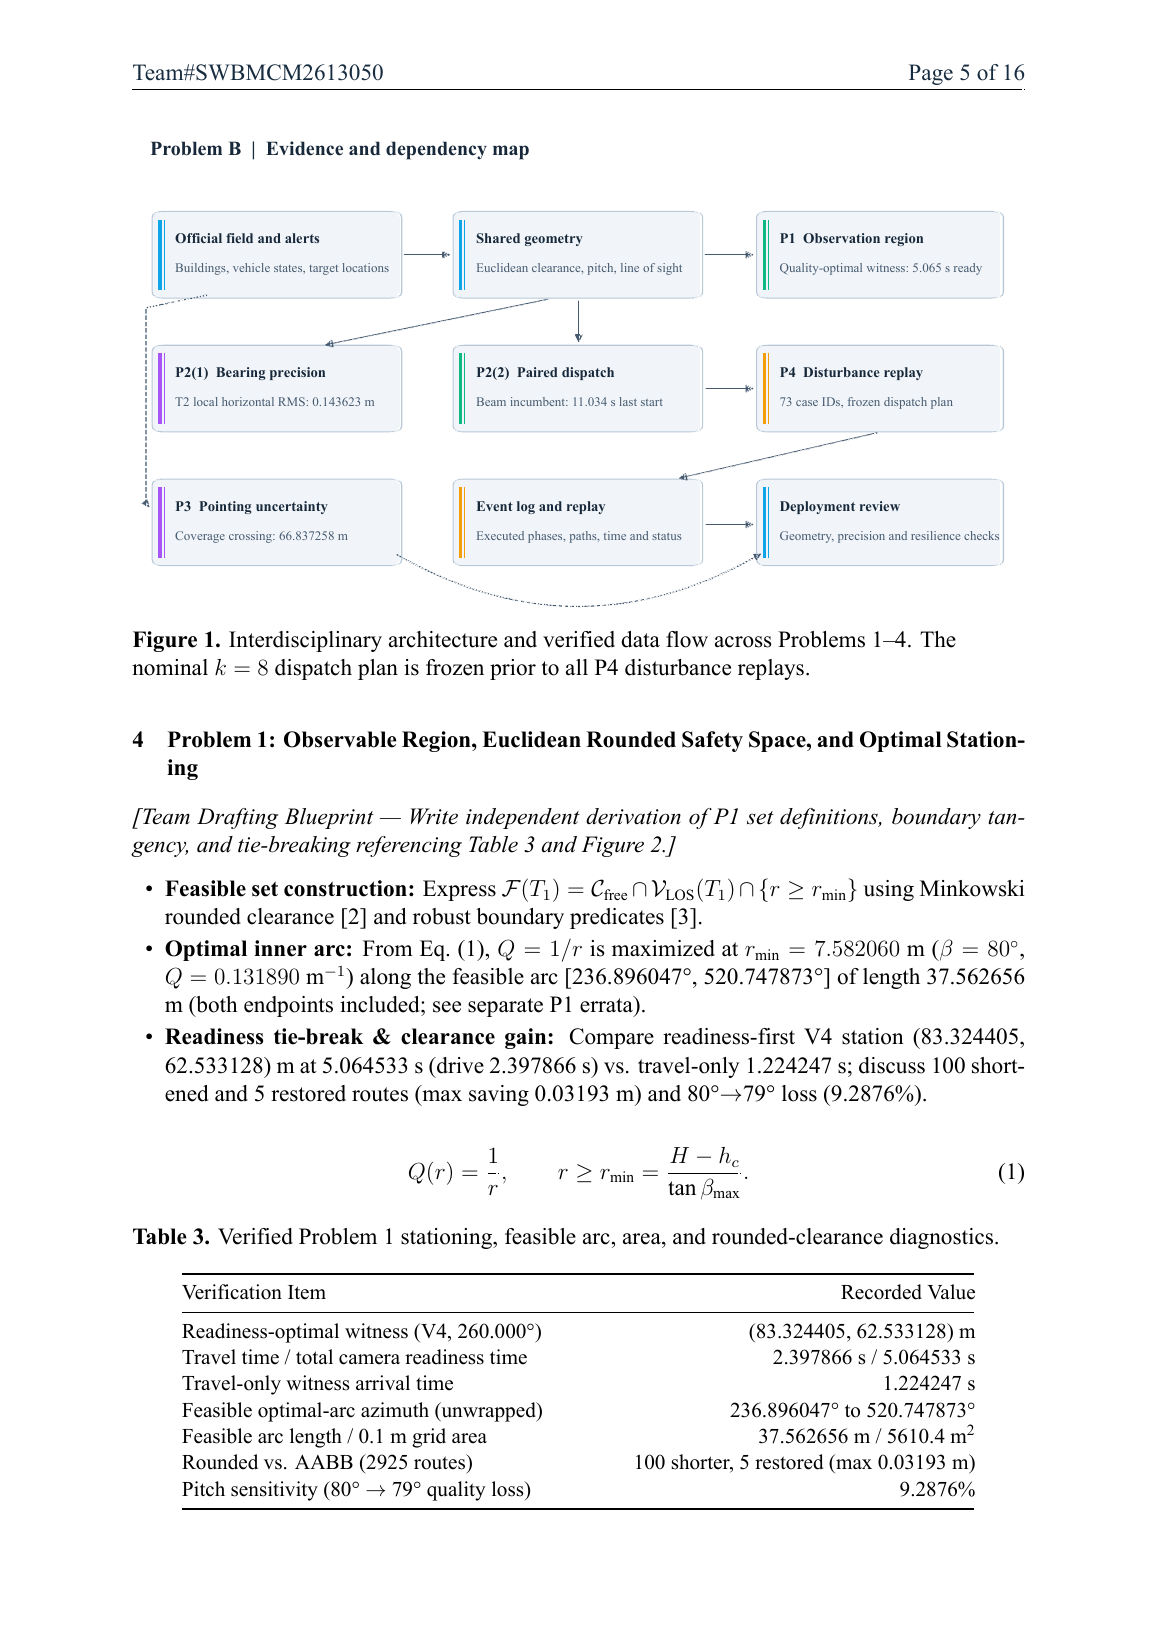 Team#SWBMCM2613050 Page 5 of 16
Problem B | Evidence and dependency map
Official field and alerts
Buildings, vehicle states, target locations
Shared geometry
Euclidean clearance, pitch, line of sight
P1 Observation region
Quality-optimal witness: 5.065 s ready
P2(1) Bearing precision
T2 local horizontal RMS: 0.143623 m
P2(2) Paired dispatch
Beam incumbent: 11.034 s last start
P4 Disturbance replay
73 case IDs, frozen dispatch plan
P3 Pointing uncertainty
Coverage crossing: 66.837258 m
Event log and replay
Executed phases, paths, time and status
Deployment review
Geometry, precision and resilience checks
Figure 1. Interdisciplinary architecture and verified data flow across Problems 1–4. The
nominal k = 8 dispatch plan is frozen prior to all P4 disturbance replays.
4 Problem 1: Observable Region, Euclidean Rounded Safety Space, and Optimal Station-
ing
[Team Drafting Blueprint — Write independent derivation of P1 set definitions, boundary tan-
gency, and tie-breaking referencing Table 3 and Figure 2.]
• Feasible set construction: Express F(T₁) = C_free ∩ V_LOS(T₁) ∩ {r ≥ r_min} using Minkowski
rounded clearance [2] and robust boundary predicates [3].
• Optimal inner arc: From Eq. (1), Q = 1/r is maximized at r_min = 7.582060 m (β = 80°,
Q = 0.131890 m⁻¹) along the feasible arc [236.896047°, 520.747873°] of length 37.562656
m (both endpoints included; see separate P1 errata).
• Readiness tie-break & clearance gain: Compare readiness-first V4 station (83.324405,
62.533128) m at 5.064533 s (drive 2.397866 s) vs. travel-only 1.224247 s; discuss 100 short-
ened and 5 restored routes (max saving 0.03193 m) and 80°→79° loss (9.2876%).
Q(r) = 1/r, r ≥ r_min = (H − h_c)/(tan β_max). (1)
Table 3. Verified Problem 1 stationing, feasible arc, area, and rounded-clearance diagnostics.
Verification Item Recorded Value
Readiness-optimal witness (V4, 260.000°) (83.324405, 62.533128) m
Travel time / total camera readiness time 2.397866 s / 5.064533 s
Travel-only witness arrival time 1.224247 s
Feasible optimal-arc azimuth (unwrapped) 236.896047° to 520.747873°
Feasible arc length / 0.1 m grid area 37.562656 m / 5610.4 m²
Rounded vs. AABB (2925 routes) 100 shorter, 5 restored (max 0.03193 m)
Pitch sensitivity (80° → 79° quality loss) 9.2876%